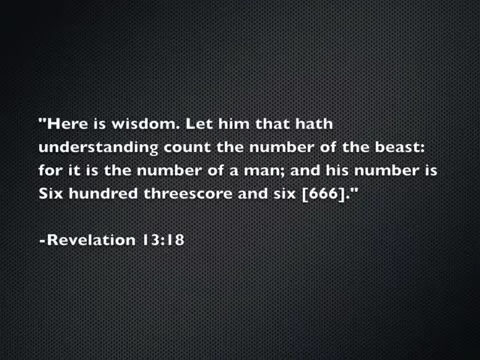 "Here is wisdom. Let him that hath
understanding count the number of the beast:
for it is the number of a man; and his number is
Six hundred threescore and six [666]."
-Revelation 13:18